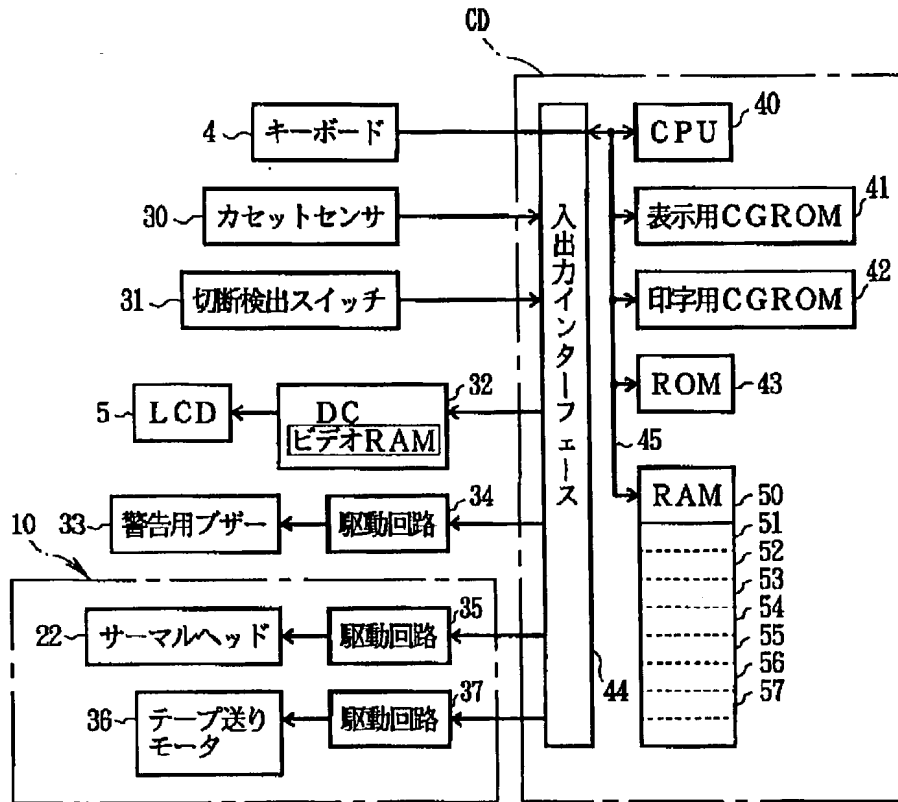 CD
4 キーボード
CPU 40
30 カセットセンサ
表示用CGROM 41
31 切断検出スイッチ
印字用CGROM 42
入出力インターフェース
44
ROM 43
45
5 LCD
DC
ビデオRAM
32
RAM 50
51
52
53
54
55
56
57
33 警告用ブザー
駆動回路 34
10
22 サーマルヘッド
駆動回路 35
36 テープ送り
モータ
駆動回路 37